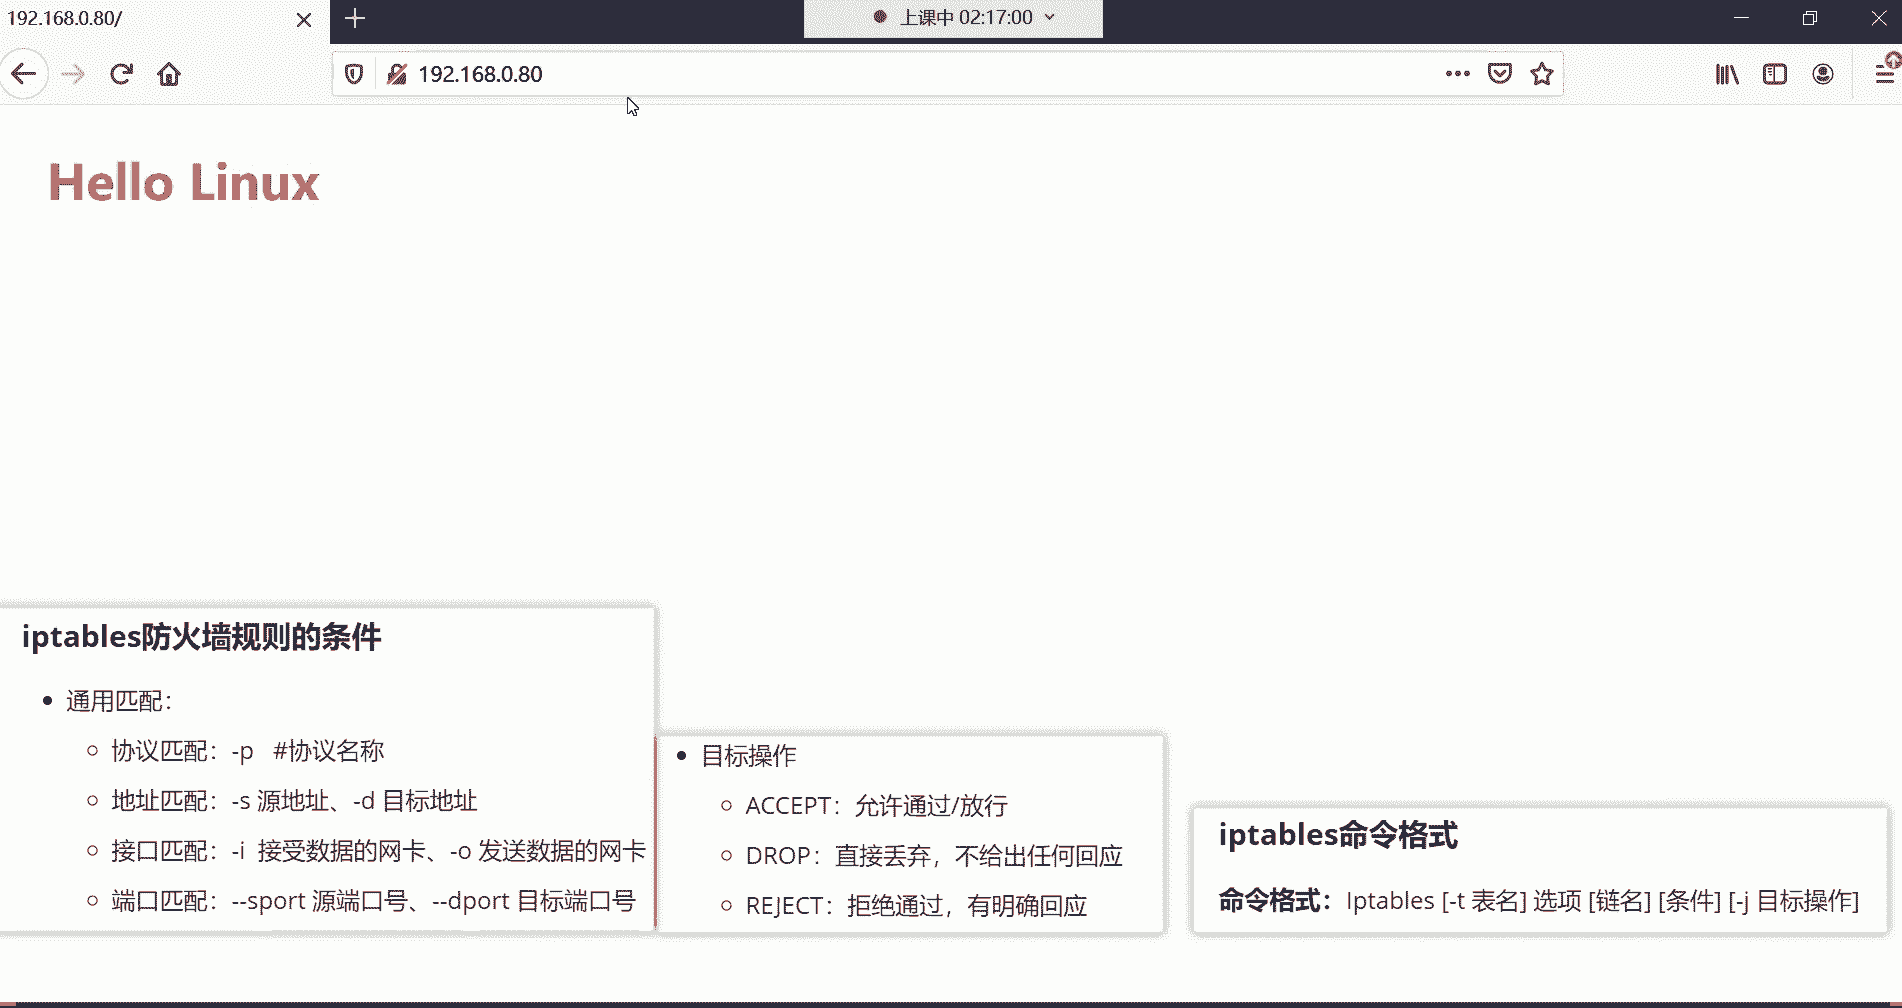 192.168.0.80/
上课中 02:17:00
192.168.0.80
Hello Linux
iptables防火墙规则的条件
通用匹配：
协议匹配：-p #协议名称
地址匹配：-s 源地址、-d 目标地址
接口匹配：-i 接受数据的网卡、-o 发送数据的网卡
端口匹配：--sport 源端口号、--dport 目标端口号
目标操作
ACCEPT：允许通过/放行
DROP：直接丢弃，不给出任何回应
REJECT：拒绝通过，有明确回应
iptables命令格式
命令格式：Iptables [-t 表名] 选项 [链名] [条件] [-j 目标操作]